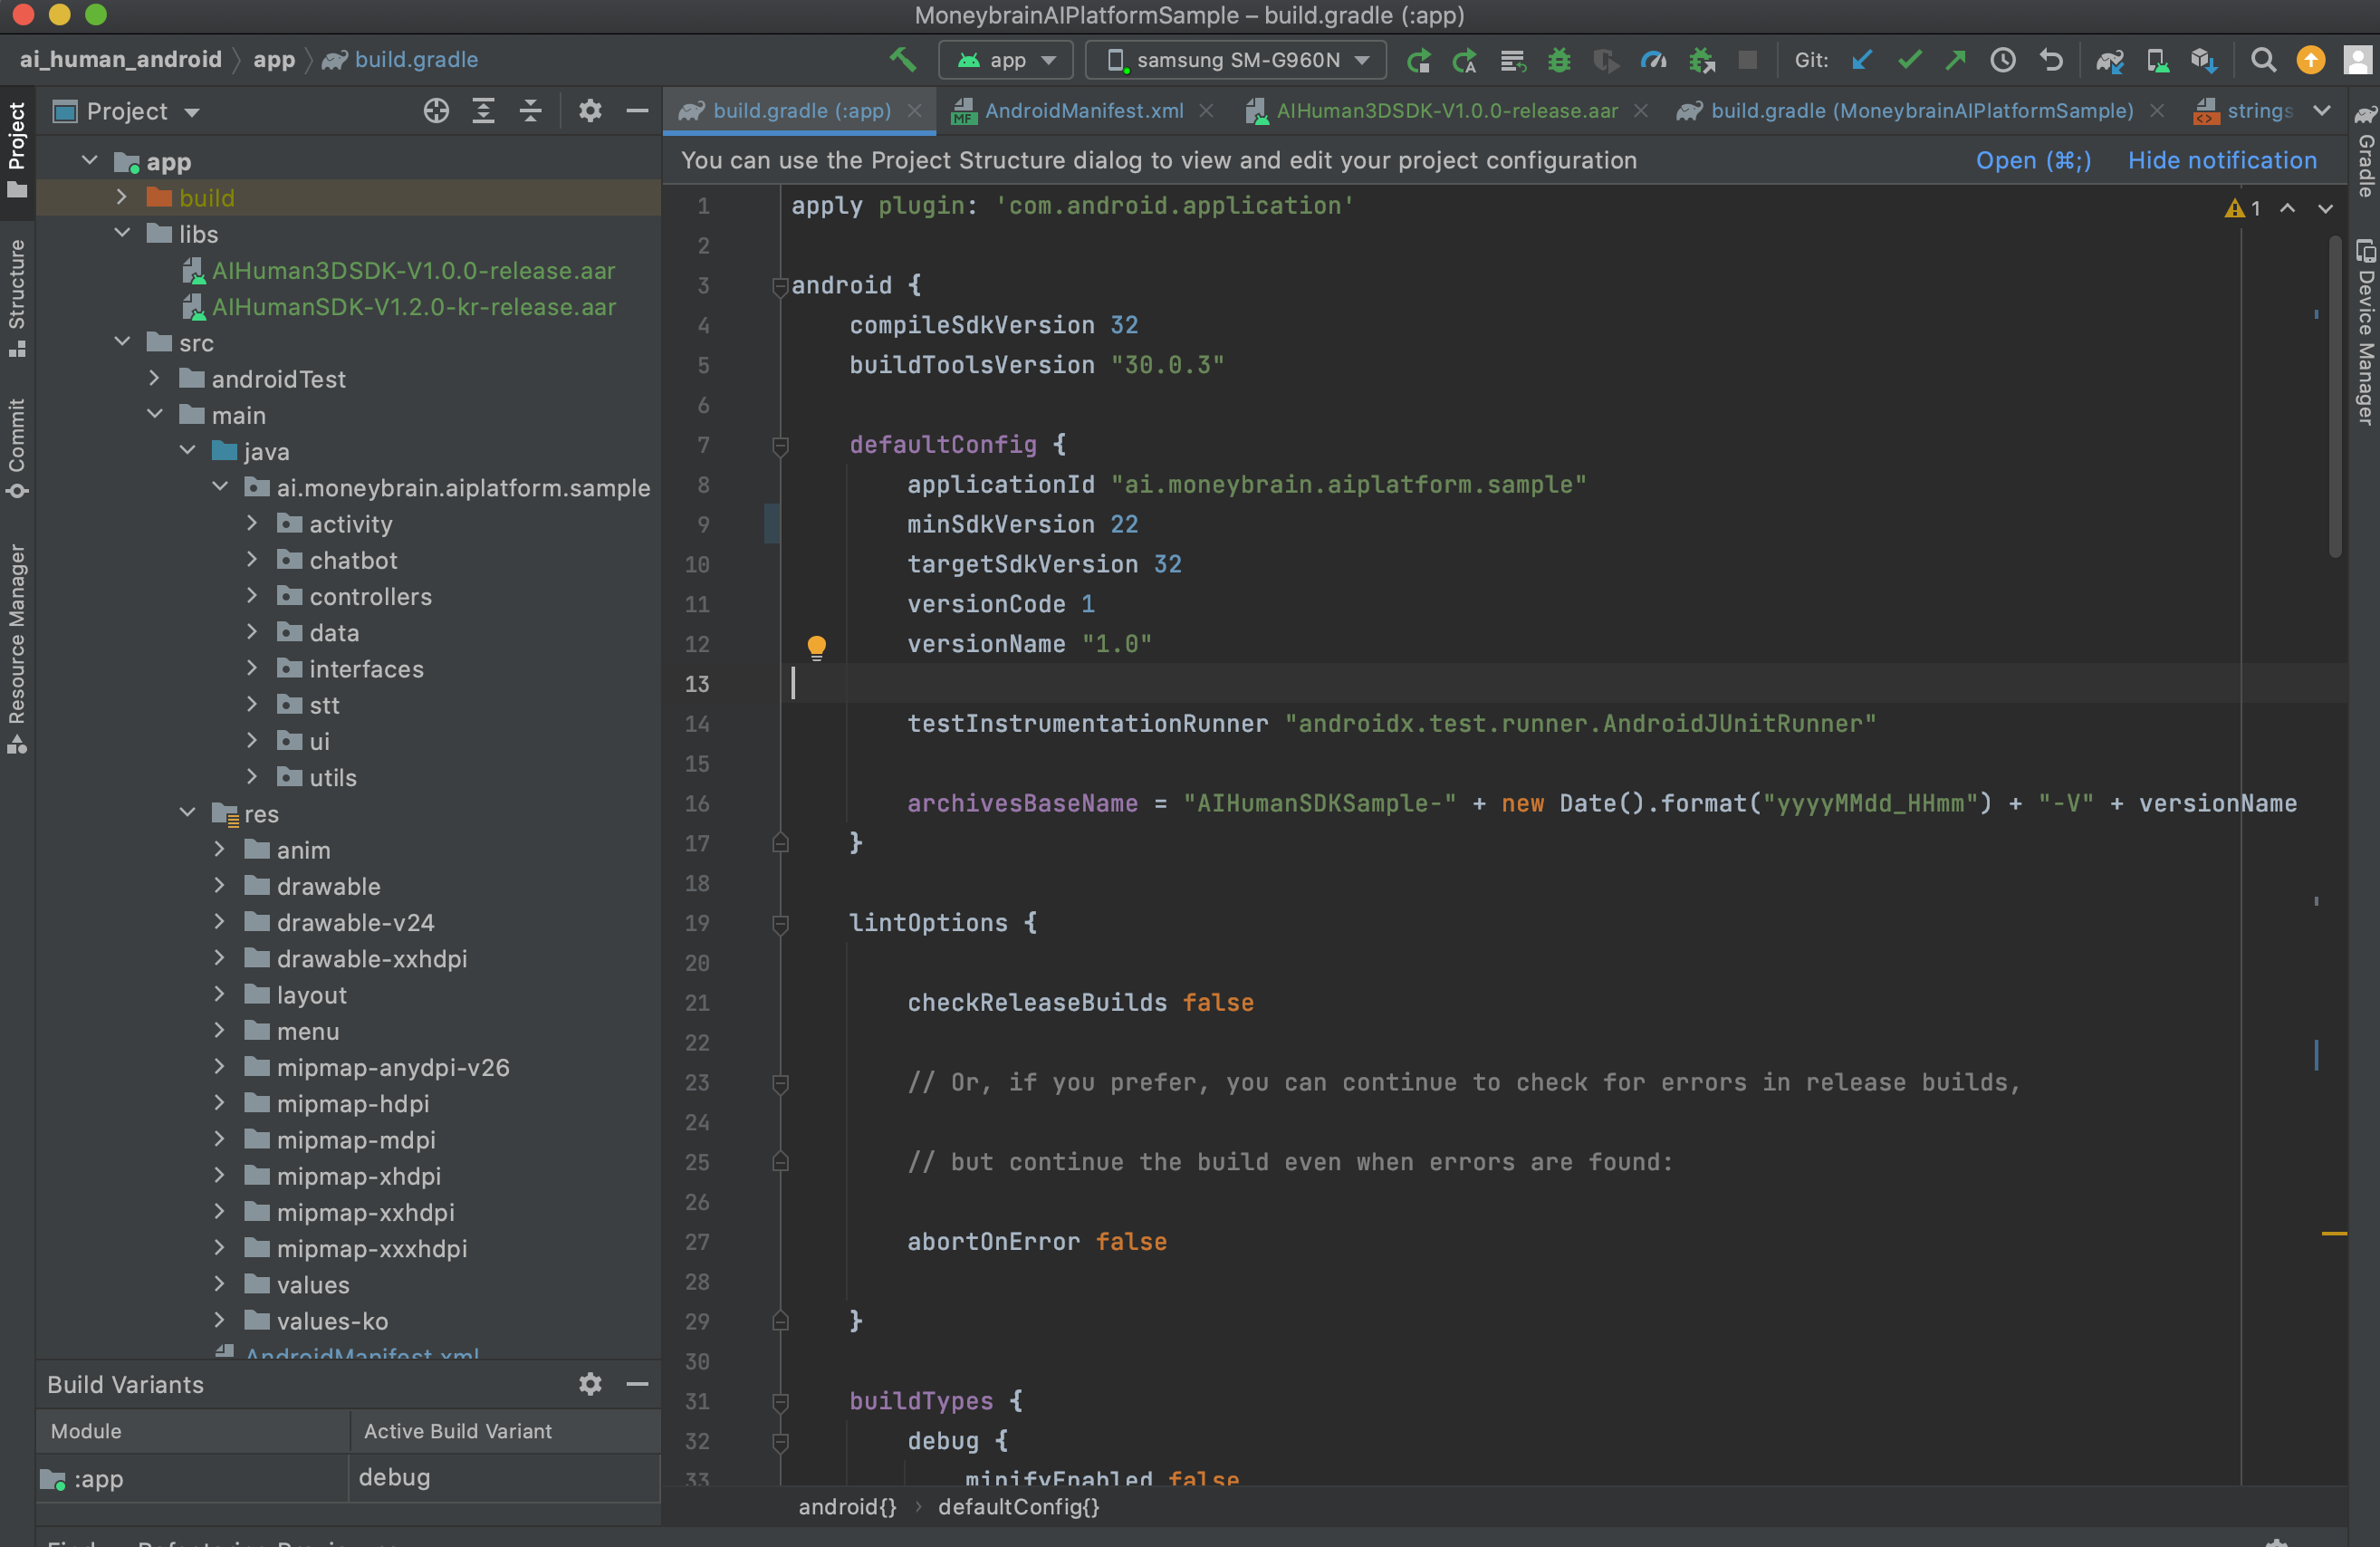 MoneybrainAIPlatformSample – build.gradle (:app)
ai_human_android app build.gradle
app samsung SM-G960N Git:
Project
build.gradle (:app) AndroidManifest.xml AIHuman3DSDK-V1.0.0-release.aar build.gradle (MoneybrainAIPlatformSample) strings
You can use the Project Structure dialog to view and edit your project configuration Open (⌘;) Hide notification
Project
Structure
Commit
Resource Manager
app
build
libs
AIHuman3DSDK-V1.0.0-release.aar
AIHumanSDK-V1.2.0-kr-release.aar
src
androidTest
main
java
ai.moneybrain.aiplatform.sample
activity
chatbot
controllers
data
interfaces
stt
ui
utils
res
anim
drawable
drawable-v24
drawable-xxhdpi
layout
menu
mipmap-anydpi-v26
mipmap-hdpi
mipmap-mdpi
mipmap-xhdpi
mipmap-xxhdpi
mipmap-xxxhdpi
values
values-ko
AndroidManifest.xml
Build Variants
Module Active Build Variant
:app debug
1 apply plugin: 'com.android.application'
2
3 android {
4 compileSdkVersion 32
5 buildToolsVersion "30.0.3"
6
7 defaultConfig {
8 applicationId "ai.moneybrain.aiplatform.sample"
9 minSdkVersion 22
10 targetSdkVersion 32
11 versionCode 1
12 versionName "1.0"
13
14 testInstrumentationRunner "androidx.test.runner.AndroidJUnitRunner"
15
16 archivesBaseName = "AIHumanSDKSample-" + new Date().format("yyyyMMdd_HHmm") + "-V" + versionName
17 }
18
19 lintOptions {
20
21 checkReleaseBuilds false
22
23 // Or, if you prefer, you can continue to check for errors in release builds,
24
25 // but continue the build even when errors are found:
26
27 abortOnError false
28
29 }
30
31 buildTypes {
32 debug {
33 minifyEnabled false
1
android{} defaultConfig{}
Gradle
Device Manager